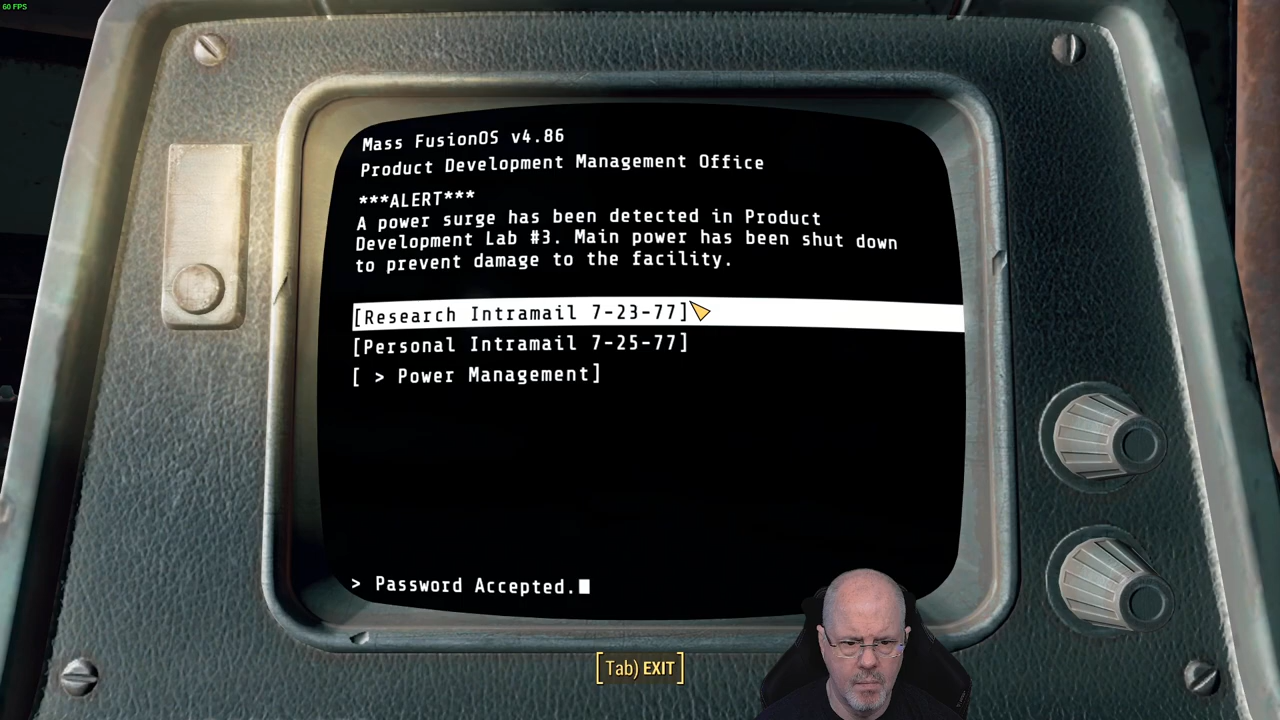 60 FPS
Mass FusionOS v4.86
Product Development Management Office
***ALERT***
A power surge has been detected in Product
Development Lab #3. Main power has been shut down
to prevent damage to the facility.
[Research Intramail 7-23-77]
[Personal Intramail 7-25-77]
[ > Power Management]
> Password Accepted.
[Tab) EXIT]